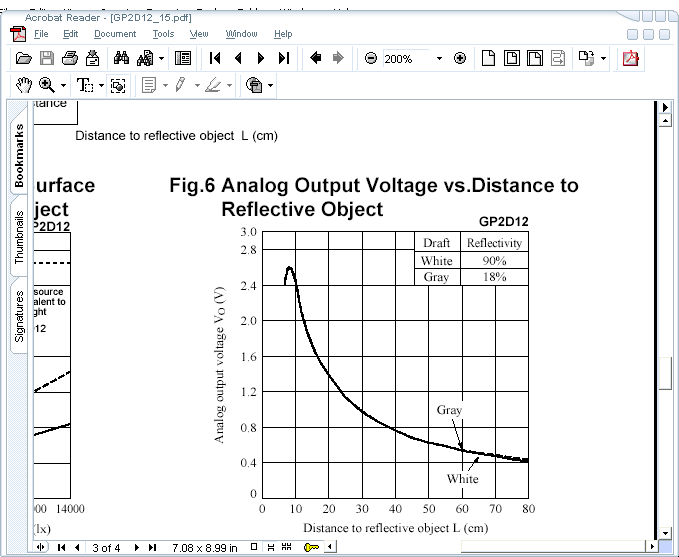 Acrobat Reader - [GP2D12_15.pdf]
File Edit Document Tools View Window Help
200%
Bookmarks
Thumbnails
Signatures
stance
Distance to reflective object L (cm)
urface
ject
P2D12
source
alent to
ght
12
00 14000
(lx)
Fig.6 Analog Output Voltage vs.Distance to
Reflective Object
GP2D12
Draft Reflectivity
White 90%
Gray 18%
Analog output voltage VO (V)
3.0
2.8
2.4
2.0
1.6
1.2
0.8
0.4
0
Gray
White
0 10 20 30 40 50 60 70 80
Distance to reflective object L (cm)
3 of 4 7.08 x 8.99 in